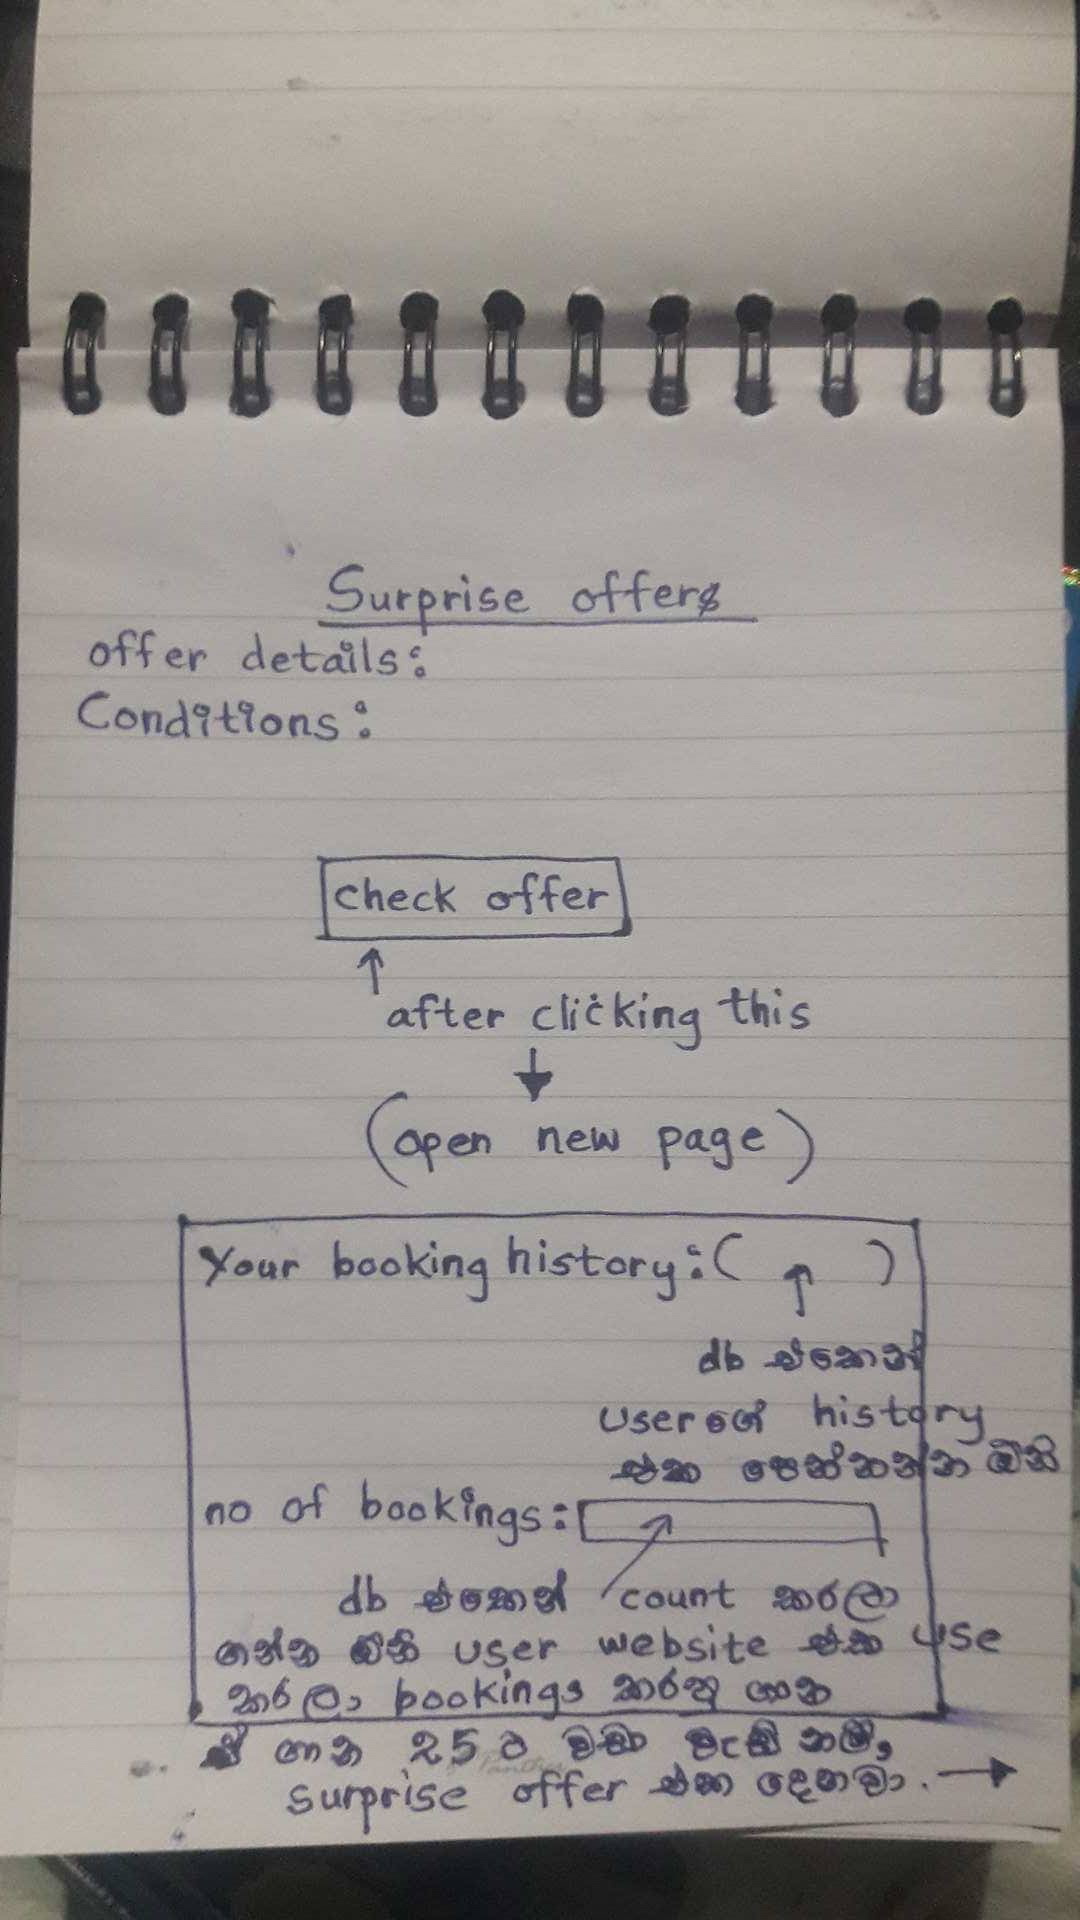 Surprise offers
offer details:
Conditions:
check offer
↑
after clicking this
↓
(open new page)
Your booking history:( ↑ )
db එකෙන්
userගේ history
එක පෙන්නන්න ඕනි
no of bookings:
db එකෙන් count කරලා
ගන්න ඕනි user website එක use
කරලා bookings කරපු ගාන
ඒ ගාන 25 ට වඩා වැඩි නම්,
surprise offer එක දෙනවා. →